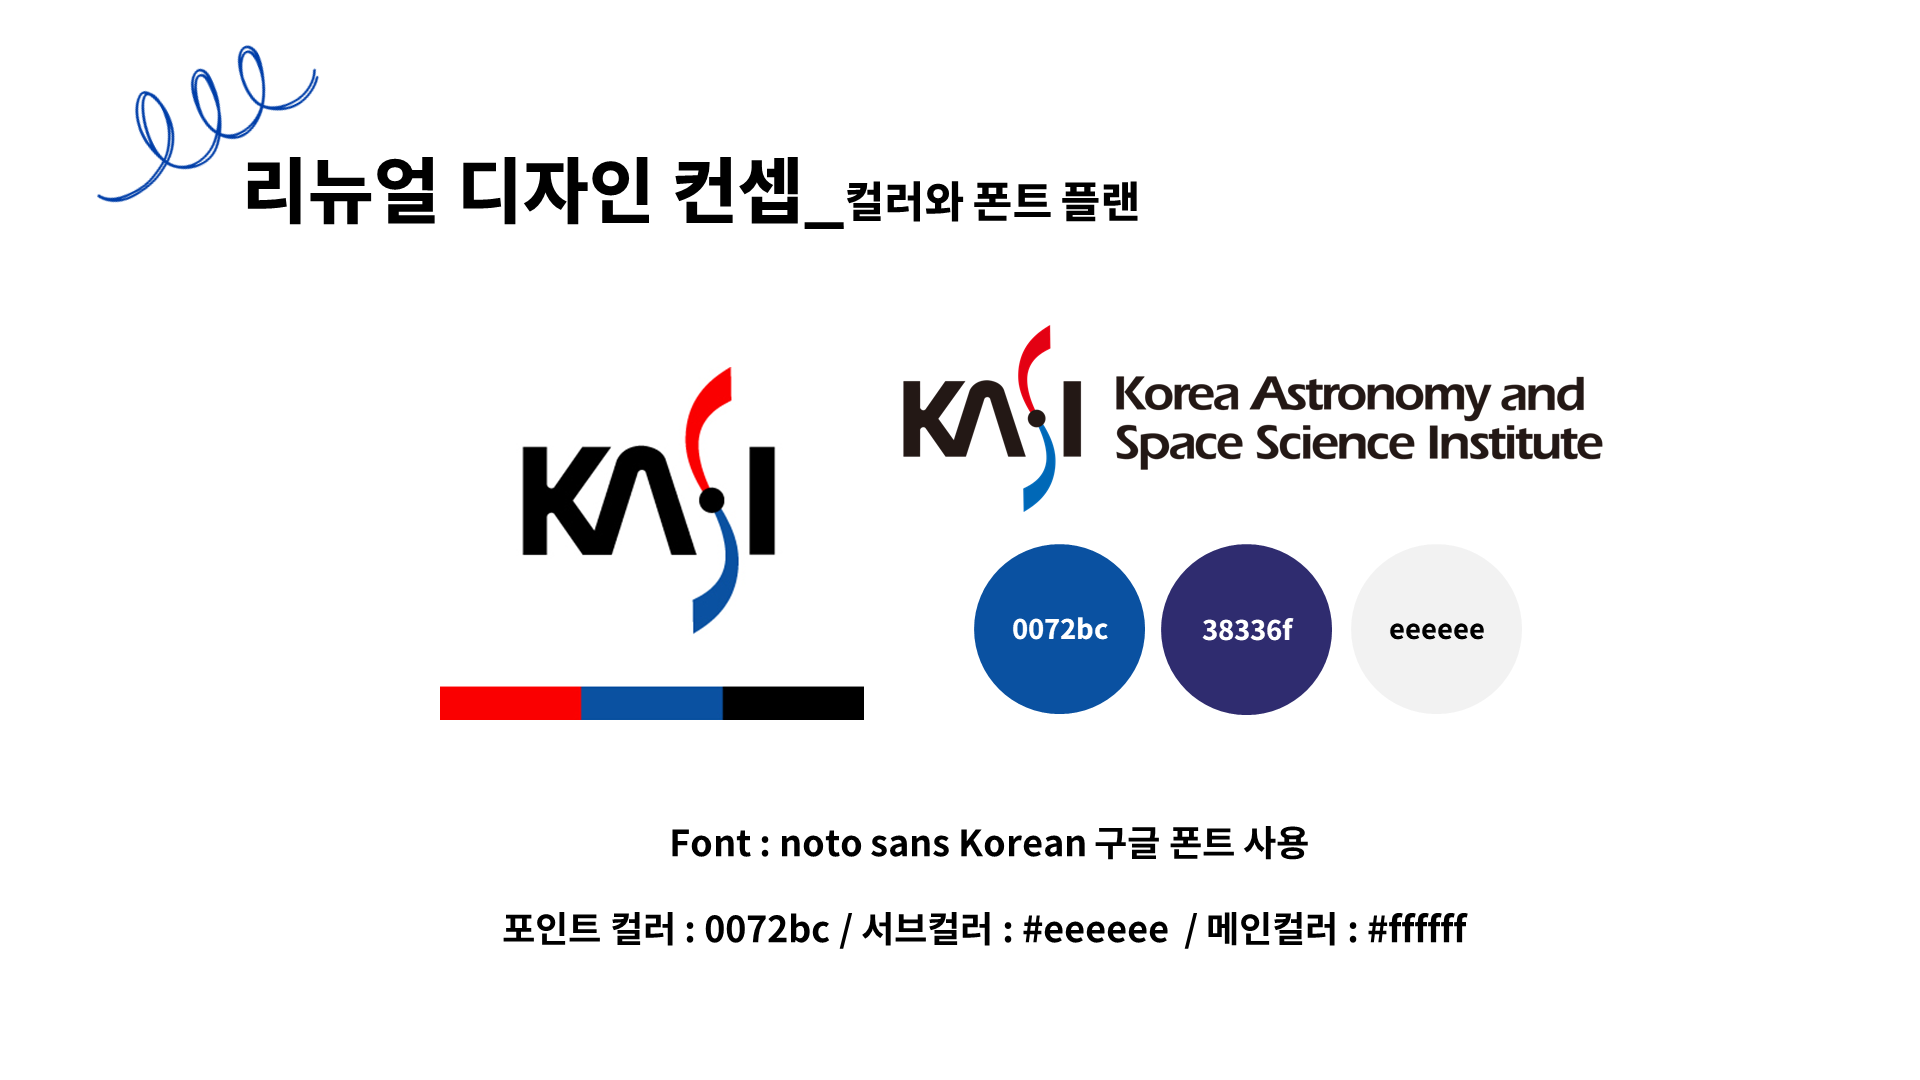 리뉴얼 디자인 컨셉_컬러와 폰트 플랜
KASI
KASI
Korea Astronomy and
Space Science Institute
0072bc
38336f
eeeeee
Font : noto sans Korean 구글 폰트 사용
포인트 컬러 : 0072bc / 서브컬러 : #eeeeee / 메인컬러 : #ffffff